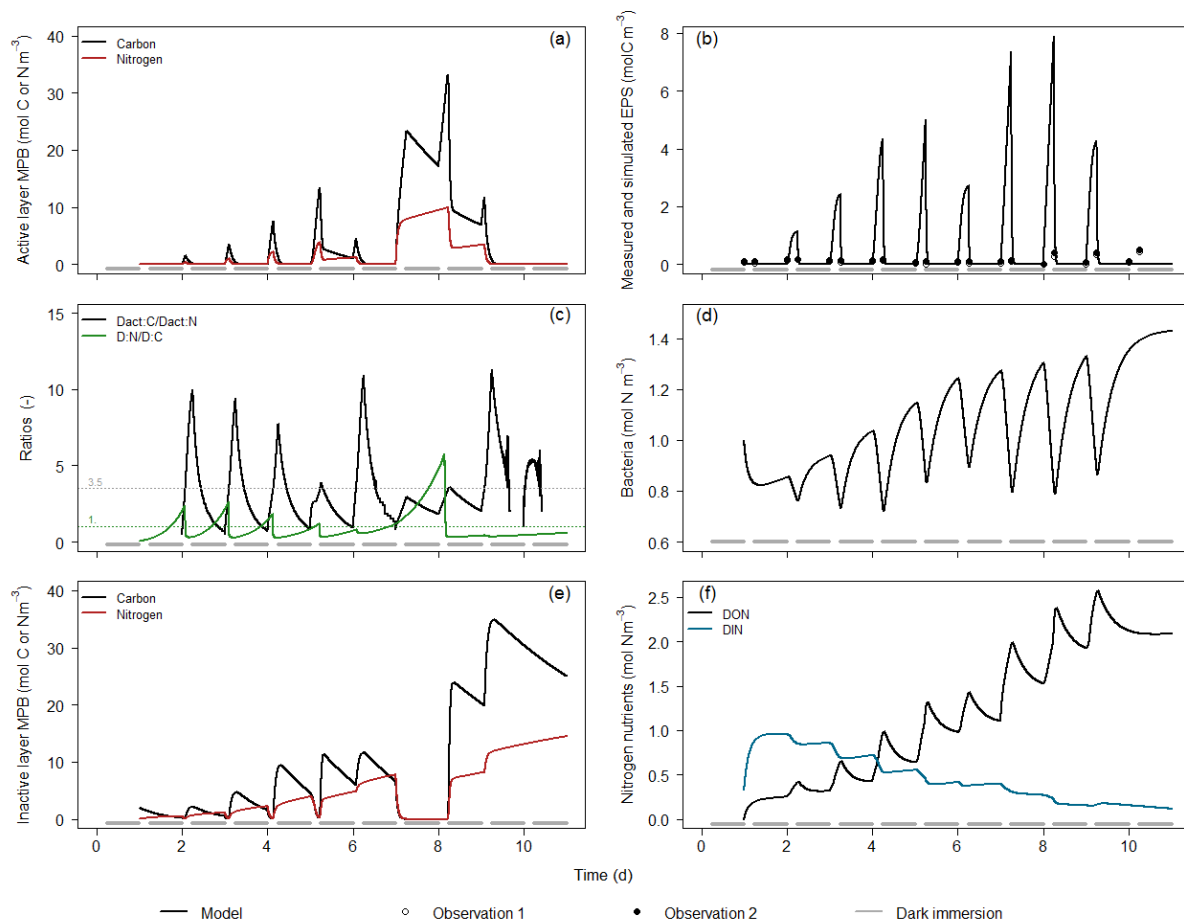 (a)
Active layer MPB (mol C or N m⁻³)
40
30
20
10
0
Carbon
Nitrogen
(b)
Measured and simulated EPS (molC m⁻³)
8
6
4
2
0
(c)
Ratios (-)
15
10
5
0
Dact:C/Dact:N
D:N/D:C
3.5
1.
(d)
Bacteria (mol N m⁻³)
1.4
1.2
1.0
0.8
0.6
(e)
Inactive layer MPB (mol C or Nm⁻³)
40
30
20
10
0
Carbon
Nitrogen
0 2 4 6 8 10
(f)
Nitrogen nutrients (mol Nm⁻³)
2.5
2.0
1.5
1.0
0.5
0.0
DON
DIN
0 2 4 6 8 10
Time (d)
Model Observation 1 Observation 2 Dark immersion